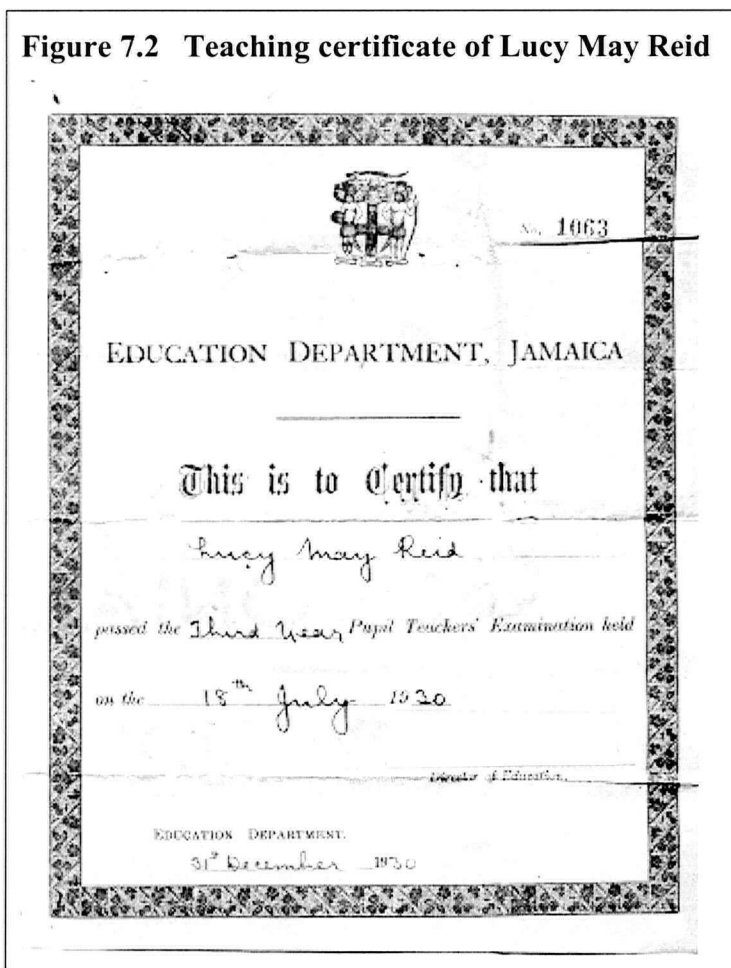 Figure 7.2 Teaching certificate of Lucy May Reid
No. 1063
EDUCATION DEPARTMENT, JAMAICA
This is to Certify that
Lucy May Reid
passed the Third Year Pupil Teachers' Examination held
on the 18th July 1930
Director of Education.
EDUCATION DEPARTMENT.
31st December 1930